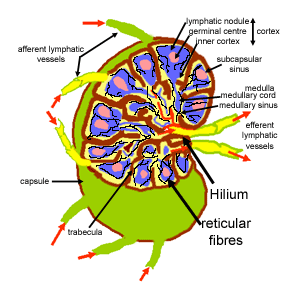 lymphatic nodule
germinal centre
inner cortex
cortex
afferent lymphatic
vessels
subcapsular
sinus
medulla
medullary cord
medullary sinus
efferent
lymphatic
vessels
capsule
Hilium
trabecula
reticular
fibres